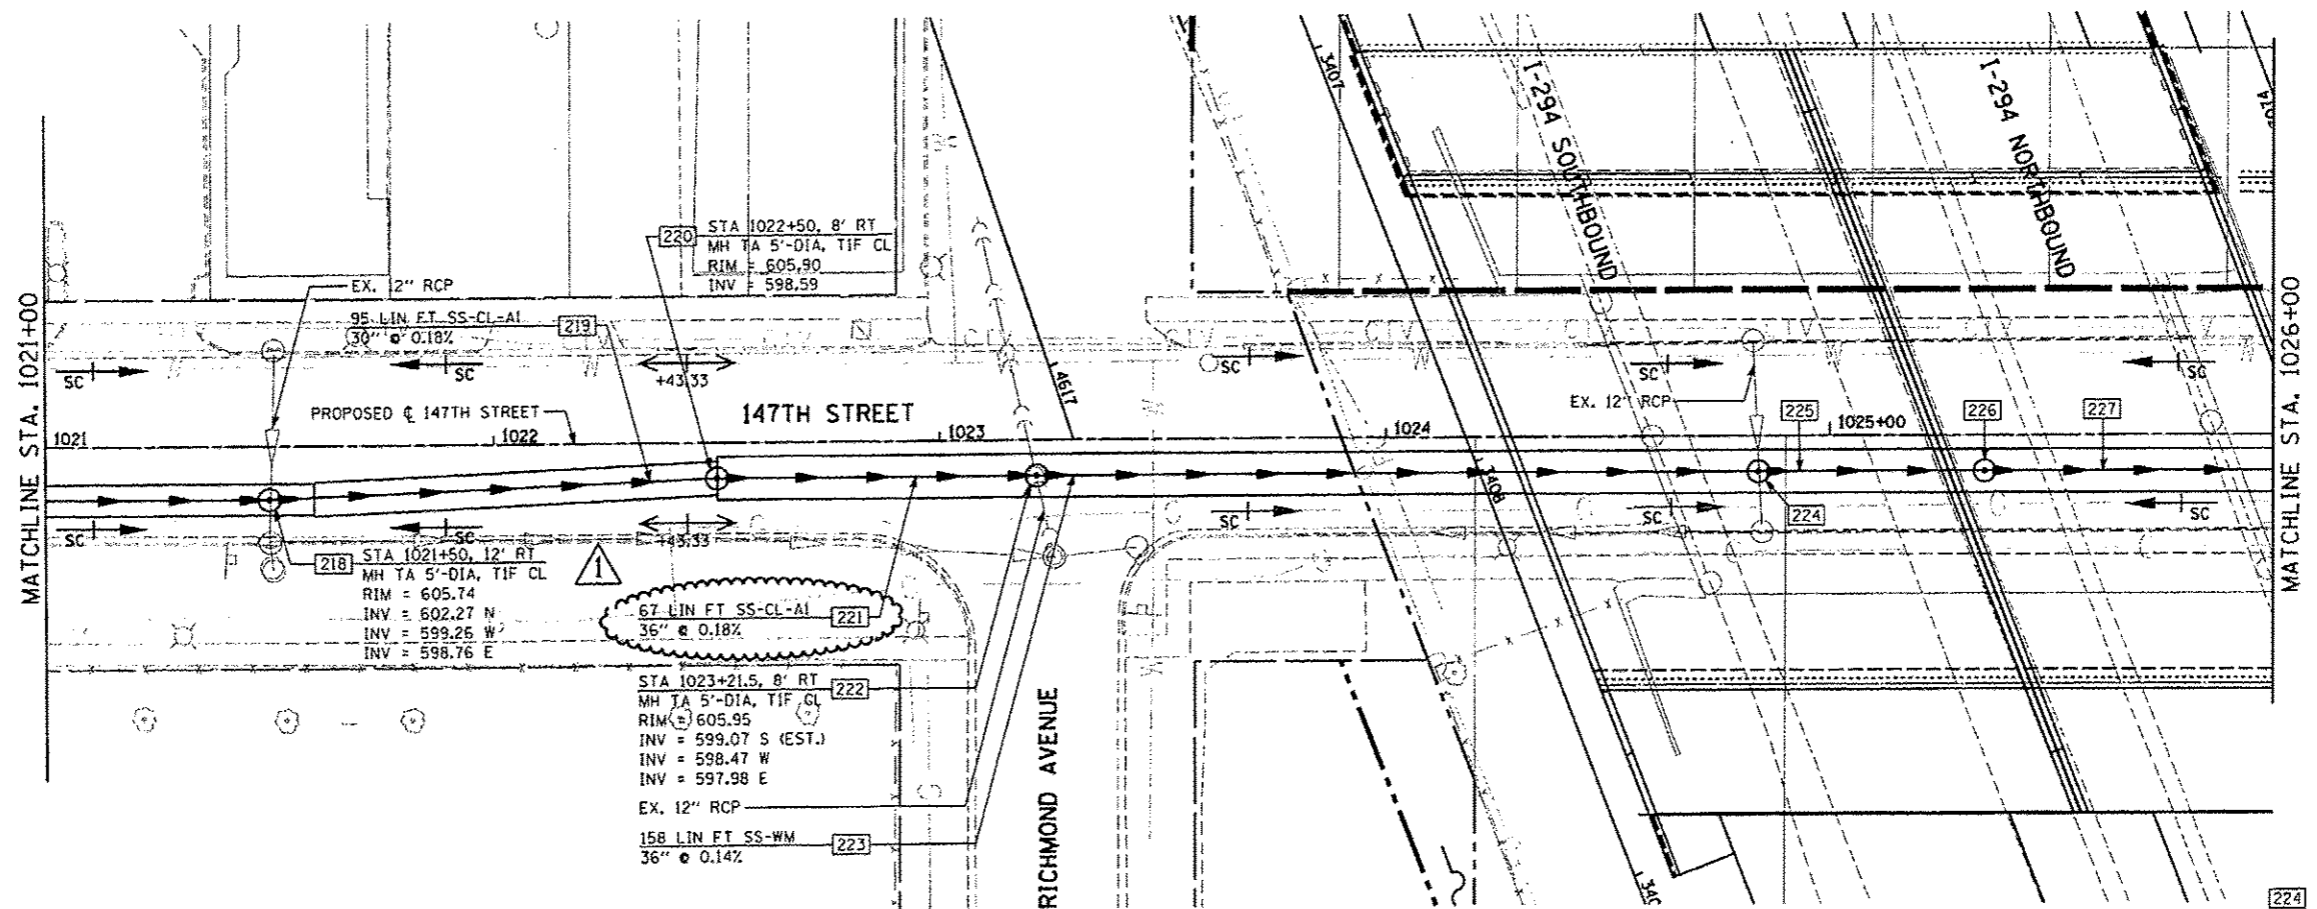 MATCHLINE STA. 1021+00
220
STA 1022+50, 8' RT
MH TA 5'-DIA, T1F CL
RIM = 605.90
INV = 598.59
EX. 12" RCP
95 LIN FT SS-CL-A1
30" @ 0.18%
219
SC
SC
+43.33
SC
SC
SC
PROPOSED ℄ 147TH STREET
147TH STREET
1021
1022
1023
1024
1025+00
4617
3407
3408
I-294 SOUTHBOUND
I-294 NORTHBOUND
EX. 12" RCP
225
226
227
224
SC
SC
+43.33
SC
SC
SC
218
STA 1021+50, 12' RT
MH TA 5'-DIA, T1F CL
RIM = 605.74
INV = 602.27 N
INV = 599.26 W
INV = 598.76 E
1
67 LIN FT SS-CL-A1
36" @ 0.18%
221
STA 1023+21.5, 8' RT
222
MH TA 5'-DIA, T1F CL
RIM = 605.95
INV = 599.07 S (EST.)
INV = 598.47 W
INV = 597.98 E
EX. 12" RCP
158 LIN FT SS-WM
36" @ 0.14%
223
RICHMOND AVENUE
MATCHLINE STA. 1026+00
224